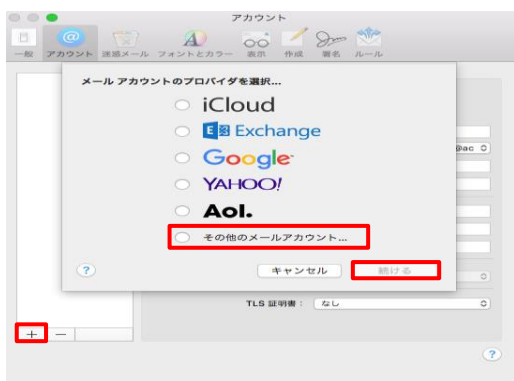 アカウント
一般 アカウント 迷惑メール フォントとカラー 表示 作成 署名 ルール
メール アカウントのプロバイダを選択...
iCloud
E Exchange
Google
YAHOO!
Aol.
その他のメールアカウント...
@ac
? キャンセル 続ける
TLS 証明書： なし
+ −
?